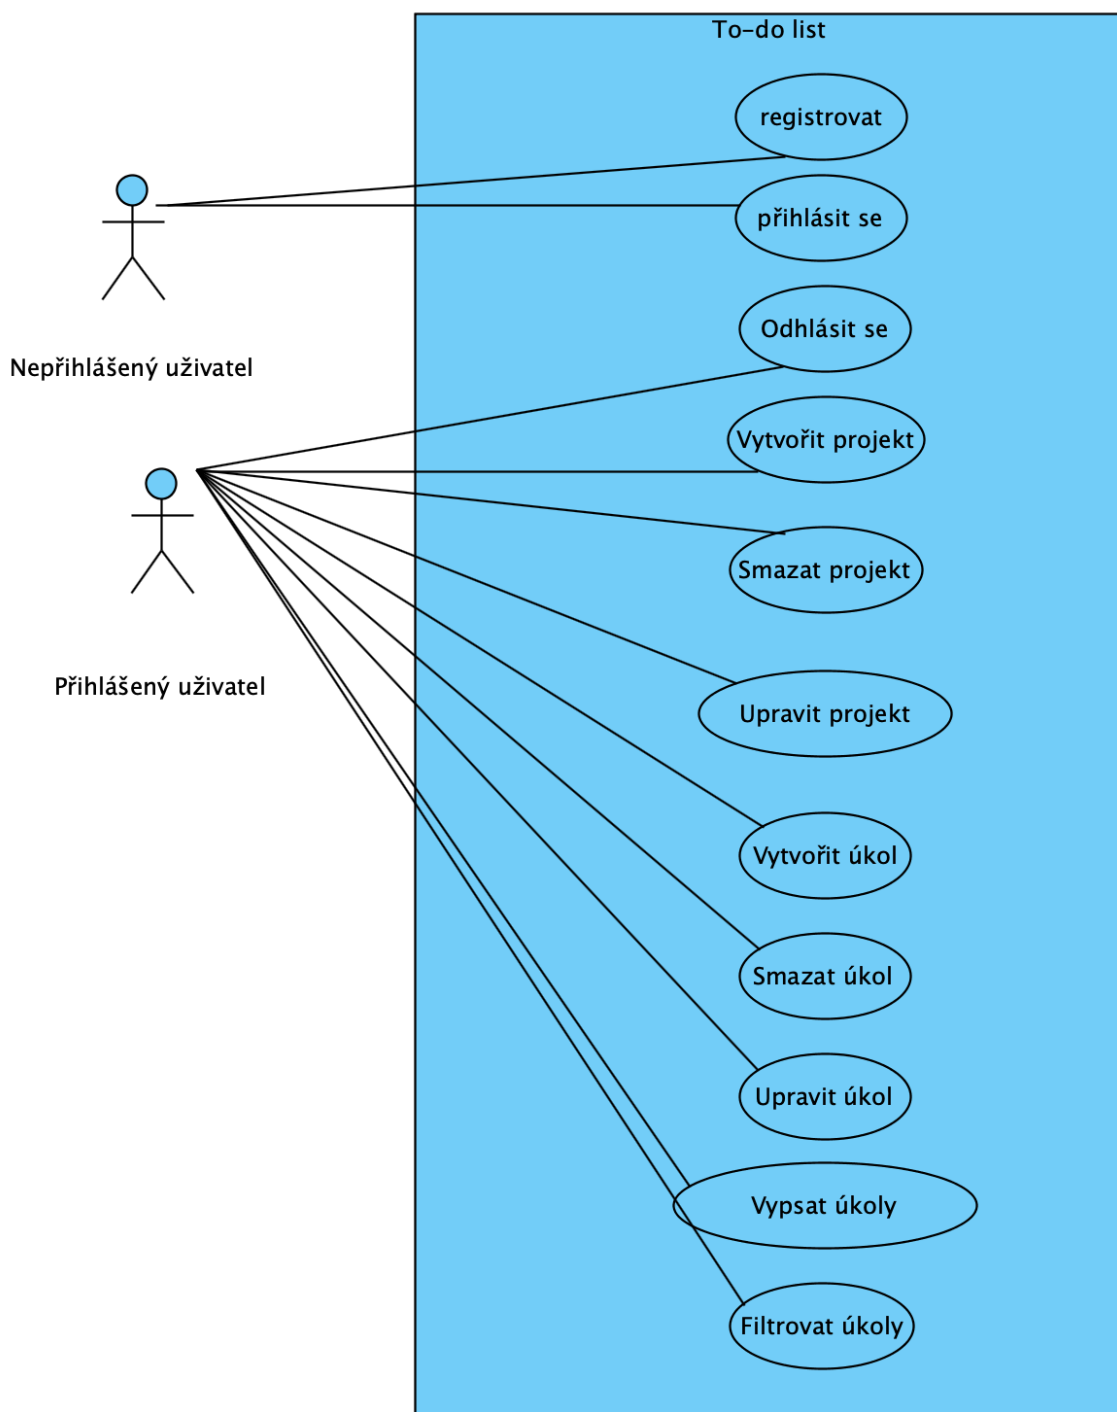 To-do list
registrovat
přihlásit se
Odhlásit se
Nepřihlášený uživatel
Vytvořit projekt
Smazat projekt
Přihlášený uživatel
Upravit projekt
Vytvořit úkol
Smazat úkol
Upravit úkol
Vypsat úkoly
Filtrovat úkoly